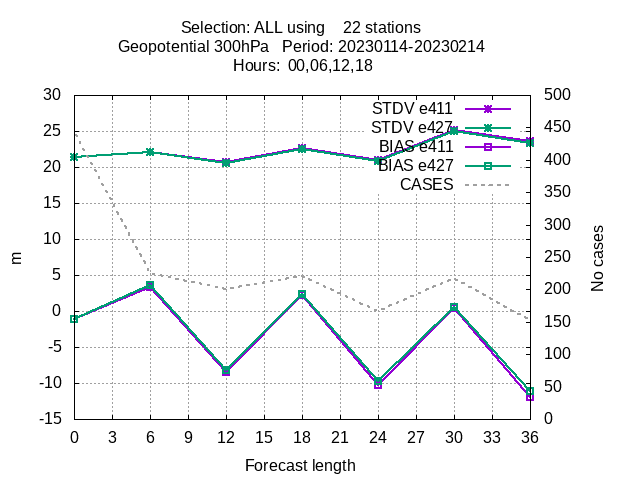 Selection: ALL using    22 stations
Geopotential 300hPa   Period: 20230114-20230214
Hours:  00,06,12,18
STDV e411
STDV e427
BIAS e411
BIAS e427
CASES
30
25
20
15
10
5
0
-5
-10
-15
m
500
450
400
350
300
250
200
150
100
50
0
No cases
0 3 6 9 12 15 18 21 24 27 30 33 36
Forecast length